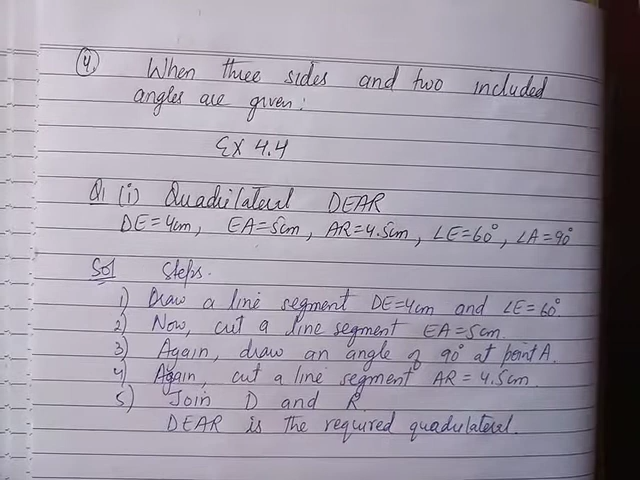 4. When three sides and two included
angles are given:
EX 4.4
Q1 (i) Quadrilateral DEAR
DE=4cm, EA=5cm, AR=4.5cm, ∠E=60°, ∠A=90°
Sol Steps.
1) Draw a line segment DE=4cm and ∠E=60°.
2) Now, cut a line segment EA=5cm.
3) Again, draw an angle of 90° at point A.
4) Again, cut a line segment AR=4.5cm.
5) Join D and R.
DEAR is the required quadrilateral.